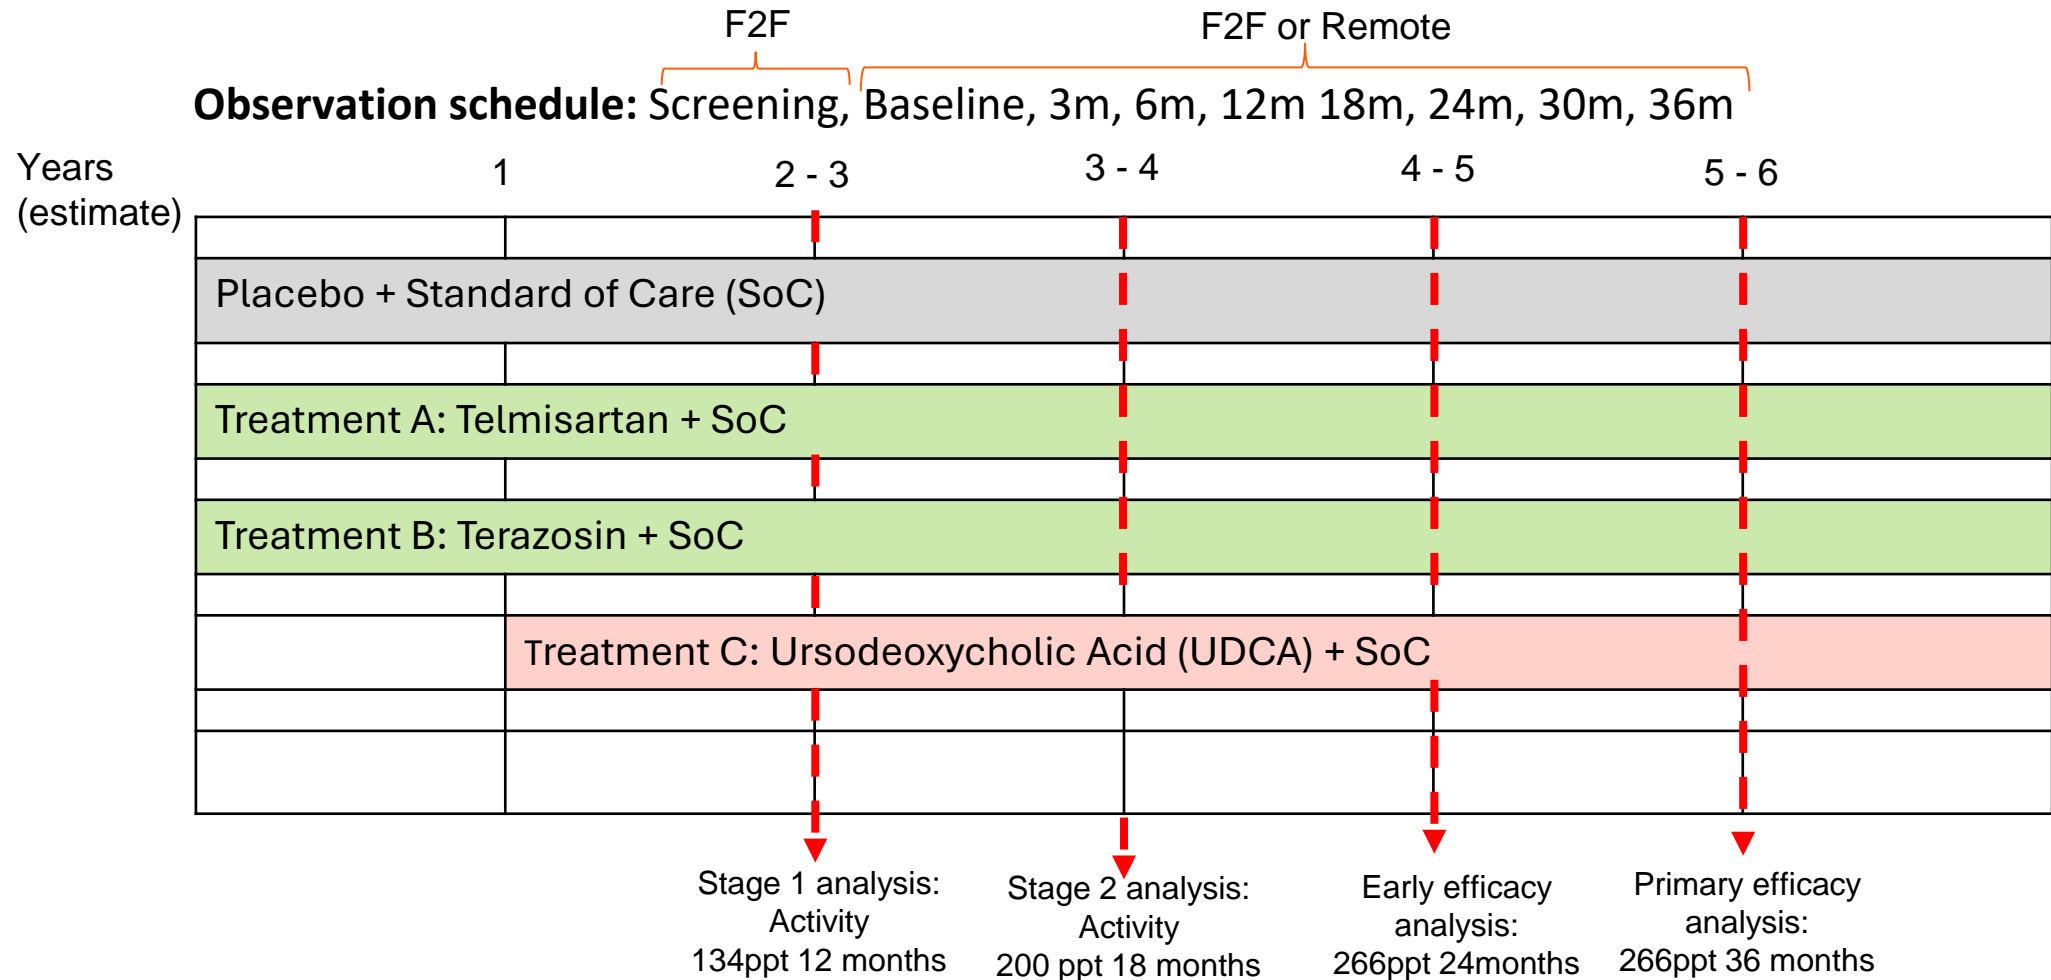 F2F
F2F or Remote
Observation schedule: Screening, Baseline, 3m, 6m, 12m 18m, 24m, 30m, 36m
Years
(estimate)
1
2 - 3
3 - 4
4 - 5
5 - 6
Placebo + Standard of Care (SoC)
Treatment A: Telmisartan + SoC
Treatment B: Terazosin + SoC
Treatment C: Ursodeoxycholic Acid (UDCA) + SoC
Stage 1 analysis:
Activity
134ppt 12 months
Stage 2 analysis:
Activity
200 ppt 18 months
Early efficacy
analysis:
266ppt 24months
Primary efficacy
analysis:
266ppt 36 months